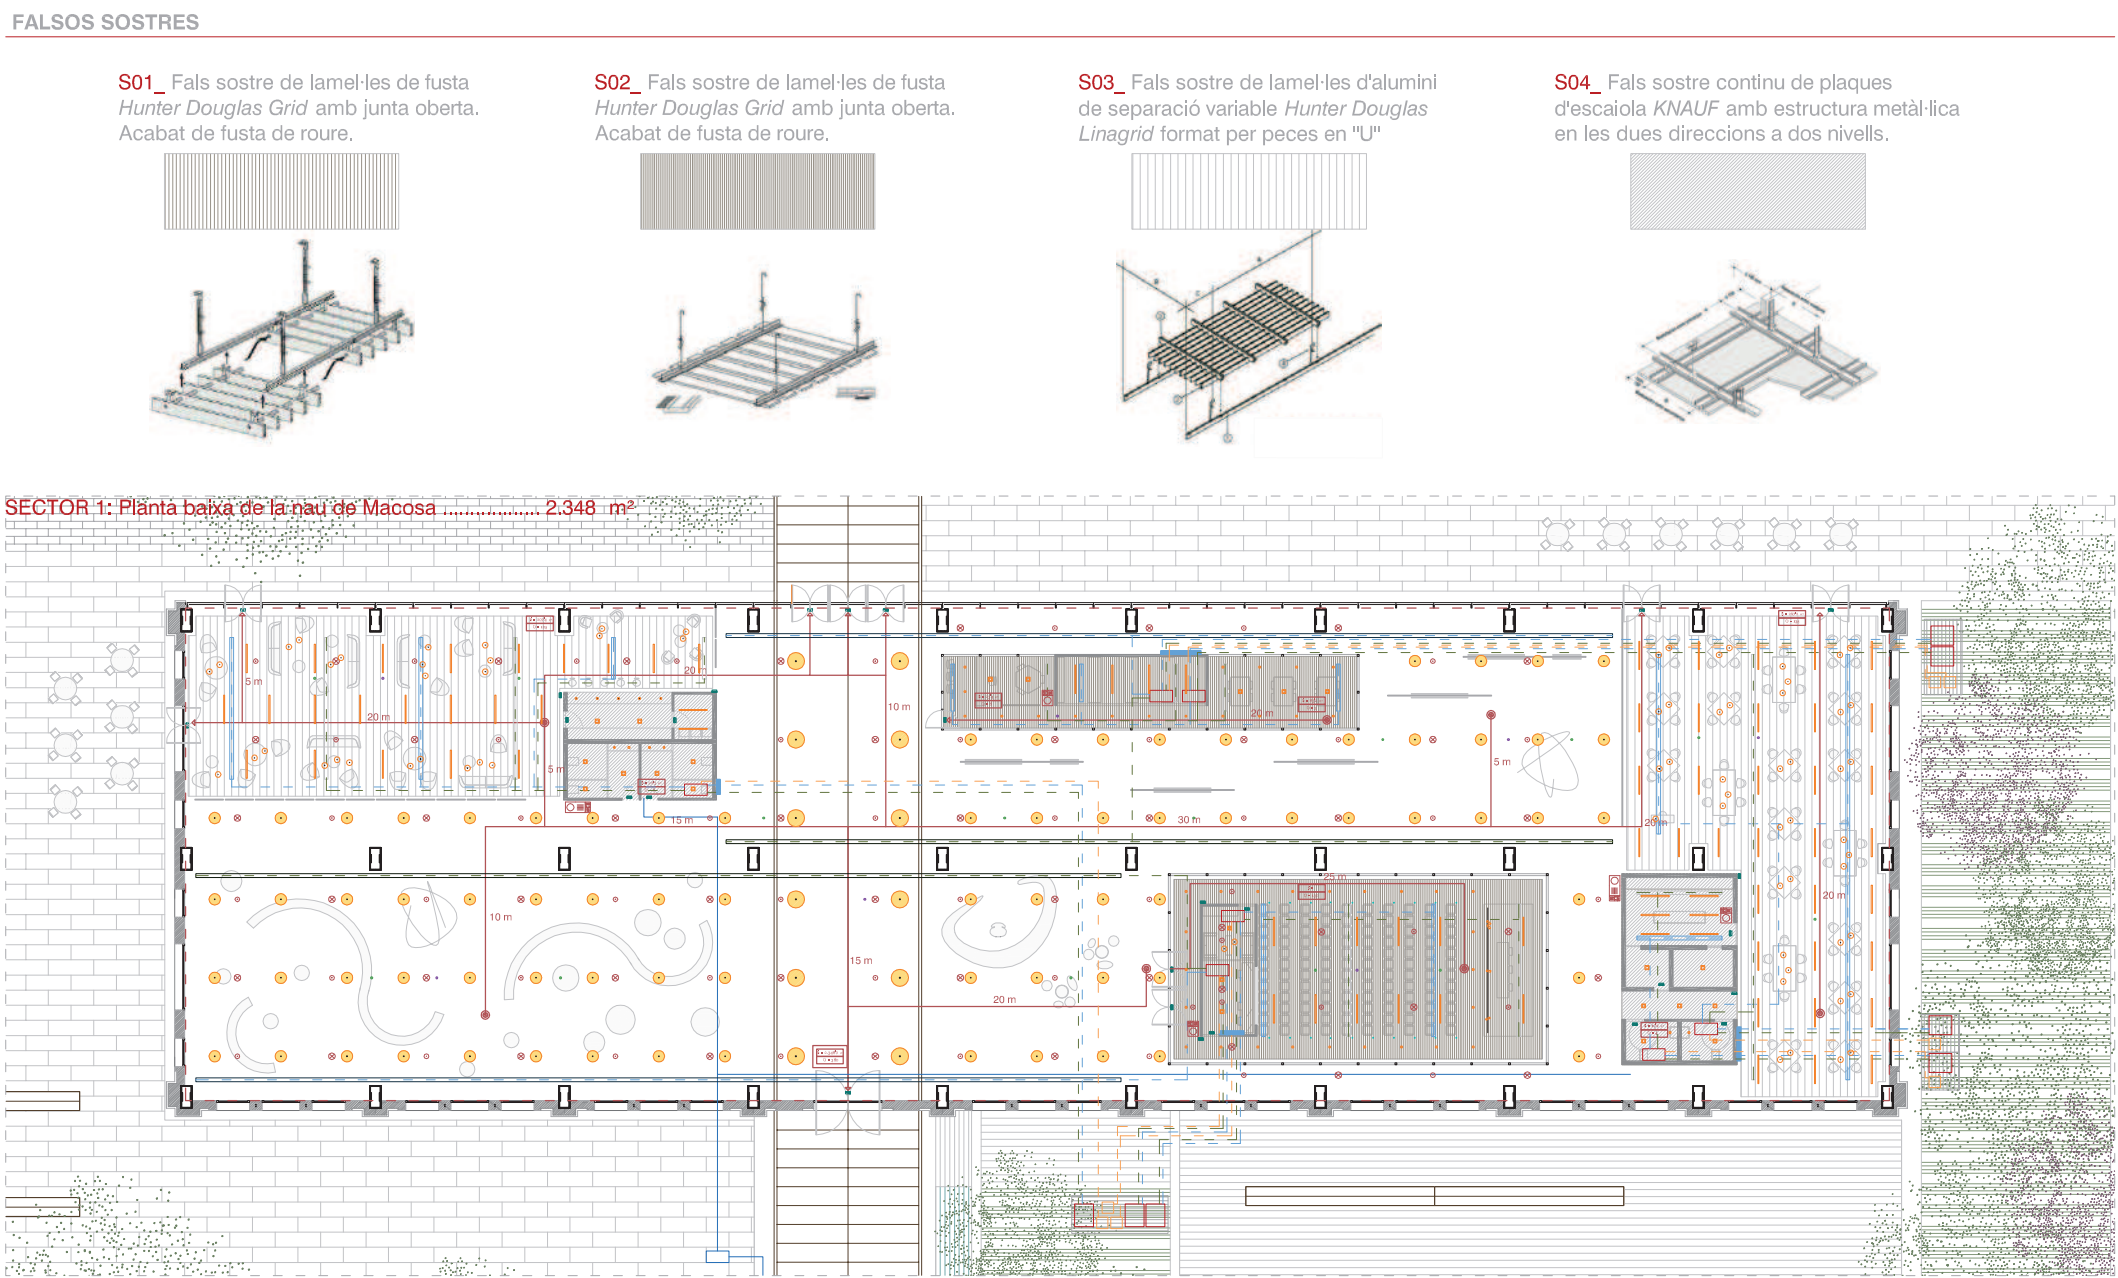 FALSOS SOSTRES
S01_ Fals sostre de lamel·les de fusta
Hunter Douglas Grid amb junta oberta.
Acabat de fusta de roure.
S02_ Fals sostre de lamel·les de fusta
Hunter Douglas Grid amb junta oberta.
Acabat de fusta de roure.
S03_ Fals sostre de lamel·les d'alumini
de separació variable Hunter Douglas
Linagrid format per peces en "U"
S04_ Fals sostre continu de plaques
d'escaiola KNAUF amb estructura metàl·lica
en les dues direccions a dos nivells.
SECTOR 1: Planta baixa de la nau de Macosa ................. 2.348 m²
5 m
20 m
20 m
10 m
20 m
5 m
5 m
15 m
30 m
20 m
25 m
20 m
10 m
15 m
20 m